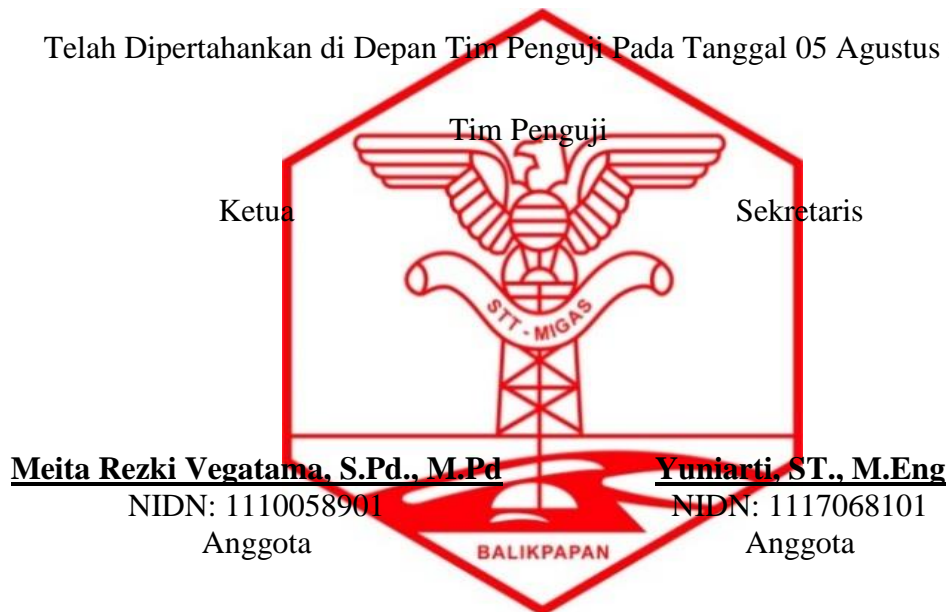 Telah Dipertahankan di Depan Tim Penguji Pada Tanggal 05 Agustus
Tim Penguji
Ketua Sekretaris
STT - MIGAS
Meita Rezki Vegatama, S.Pd., M.Pd Yuniarti, ST., M.Eng
NIDN: 1110058901 NIDN: 1117068101
Anggota Anggota
BALIKPAPAN